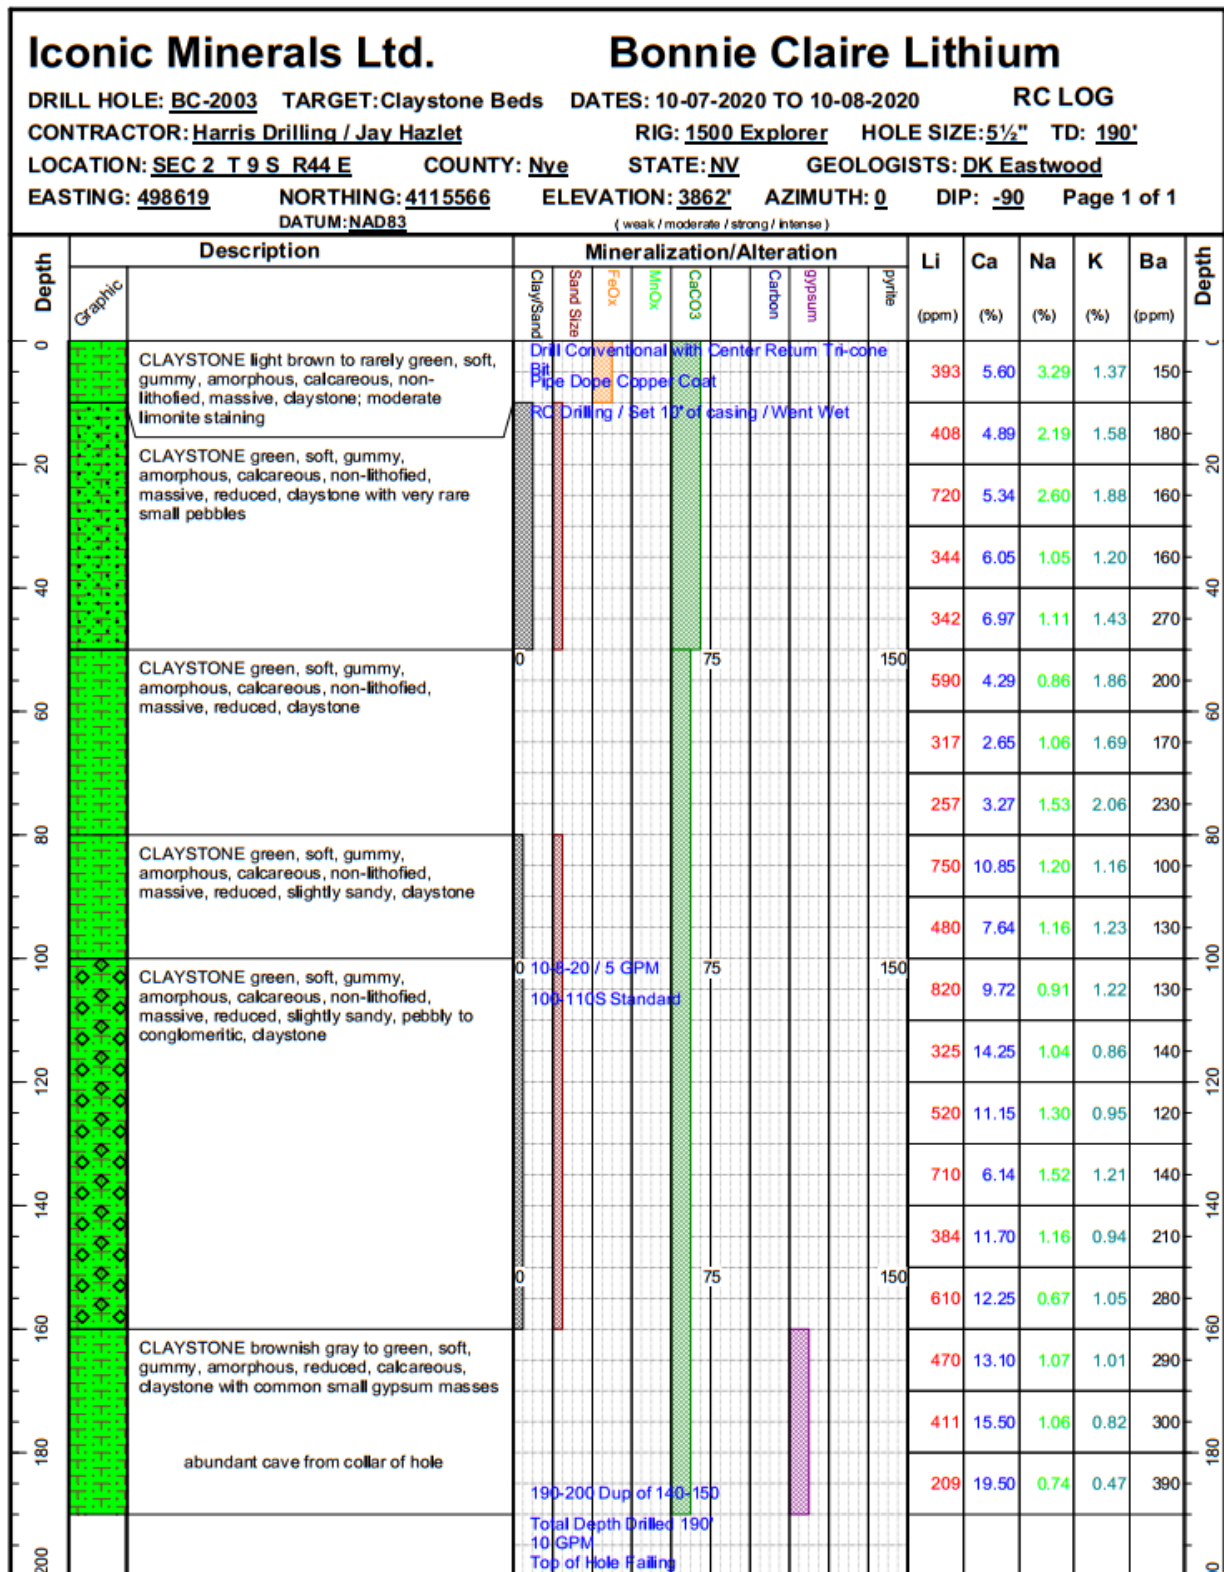 Iconic Minerals Ltd. Bonnie Claire Lithium
DRILL HOLE: BC-2003 TARGET:Claystone Beds DATES: 10-07-2020 TO 10-08-2020 RC LOG
CONTRACTOR: Harris Drilling / Jay Hazlet RIG: 1500 Explorer HOLE SIZE: 5½" TD: 190'
LOCATION: SEC 2 T 9 S R44 E COUNTY: Nye STATE: NV GEOLOGISTS: DK Eastwood
EASTING: 498619 NORTHING: 4115566 ELEVATION: 3862' AZIMUTH: 0 DIP: -90 Page 1 of 1
DATUM: NAD83 ( weak / moderate / strong / intense )
Depth
Graphic
Description
Mineralization/Alteration
Clay/Sand
Sand Size
FeOx
MnOx
CaCO3
Carbon
gypsum
pyrite
Li Ca Na K Ba
(ppm) (%) (%) (%) (ppm)
Depth
0
20
40
60
80
100
120
140
160
180
200
CLAYSTONE light brown to rarely green, soft,
gummy, amorphous, calcareous, non-
lithofied, massive, claystone; moderate
limonite staining
CLAYSTONE green, soft, gummy,
amorphous, calcareous, non-lithofied,
massive, reduced, claystone with very rare
small pebbles
CLAYSTONE green, soft, gummy,
amorphous, calcareous, non-lithofied,
massive, reduced, claystone
CLAYSTONE green, soft, gummy,
amorphous, calcareous, non-lithofied,
massive, reduced, slightly sandy, claystone
CLAYSTONE green, soft, gummy,
amorphous, calcareous, non-lithofied,
massive, reduced, slightly sandy, pebbly to
conglomeritic, claystone
CLAYSTONE brownish gray to green, soft,
gummy, amorphous, reduced, calcareous,
claystone with common small gypsum masses
abundant cave from collar of hole
Drill Conventional with Center Return Tri-cone
Bit
Pipe Dope Copper Coat
RC Drilling / Set 10' of casing / Went Wet
0 75 150
0 75 150
10-8-20 / 5 GPM
100-110S Standard
0 75 150
190-200 Dup of 140-150
Total Depth Drilled 190'
10 GPM
Top of Hole Failing
393 5.60 3.29 1.37 150
408 4.89 2.19 1.58 180
720 5.34 2.60 1.88 160
344 6.05 1.05 1.20 160
342 6.97 1.11 1.43 270
590 4.29 0.86 1.86 200
317 2.65 1.06 1.69 170
257 3.27 1.53 2.06 230
750 10.85 1.20 1.16 100
480 7.64 1.16 1.23 130
820 9.72 0.91 1.22 130
325 14.25 1.04 0.86 140
520 11.15 1.30 0.95 120
710 6.14 1.52 1.21 140
384 11.70 1.16 0.94 210
610 12.25 0.67 1.05 280
470 13.10 1.07 1.01 290
411 15.50 1.06 0.82 300
209 19.50 0.74 0.47 390
20
40
60
80
100
120
140
160
180